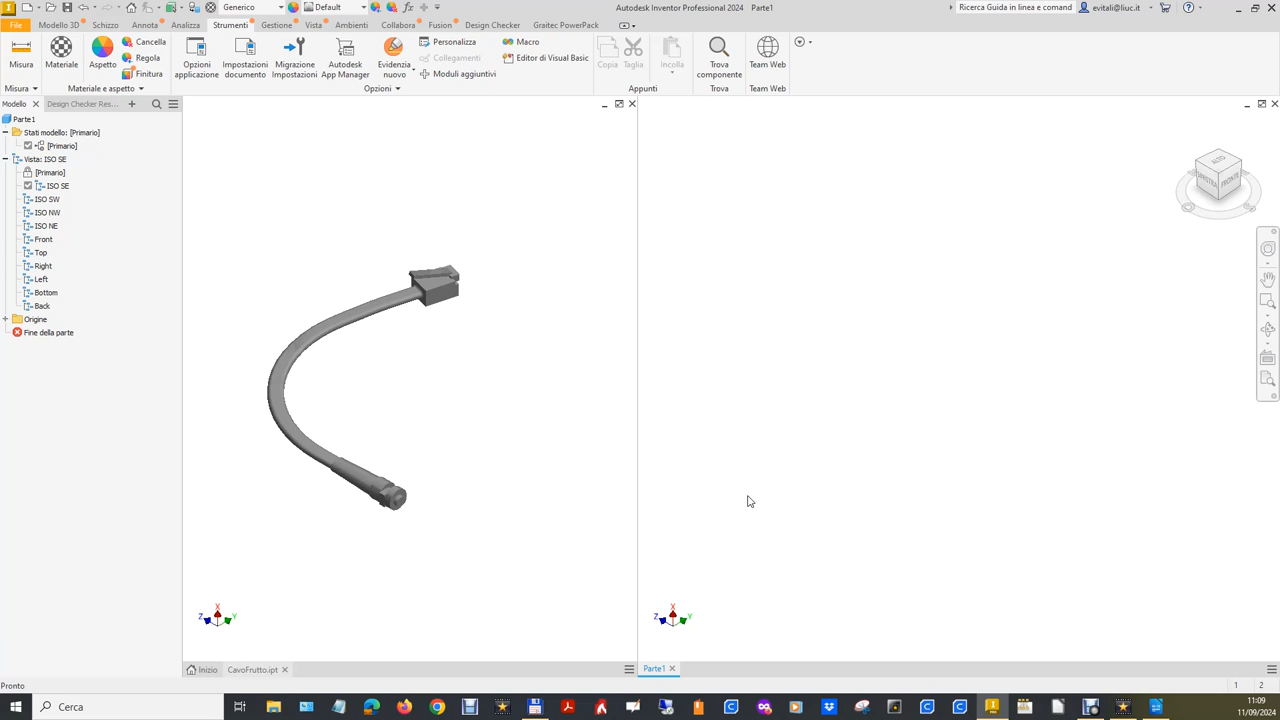 Generico
Default
Autodesk Inventor Professional 2024 Parte1
Ricerca Guida in linea e comand
evitali@liuc.it
File Modello 3D Schizzo Annota Analizza Strumenti Gestione Vista Ambienti Collabora Fusion Design Checker Graitec PowerPack
Misura
Materiale
Aspetto
Cancella
Regola
Finitura
Opzioni
applicazione
Impostazioni
documento
Migrazione
Impostazioni
Autodesk
App Manager
Evidenzia
nuovo
Personalizza
Collegamenti
Moduli aggiuntivi
Macro
Editor di Visual Basic
Copia
Taglia
Incolla
Trova
componente
Team Web
Misura
Materiale e aspetto
Opzioni
Appunti
Trova
Team Web
Modello
Design Checker Res...
Parte1
Stati modello: [Primario]
[Primario]
Vista: ISO SE
[Primario]
ISO SE
ISO SW
ISO NW
ISO NE
Front
Top
Right
Left
Bottom
Back
Origine
Fine della parte
ALTO
SINISTRA
FRONTE
X
Z
Y
X
Z
Y
Inizio
CavoFrutto.ipt
Parte1
Pronto
1
2
Cerca
11:09
11/09/2024